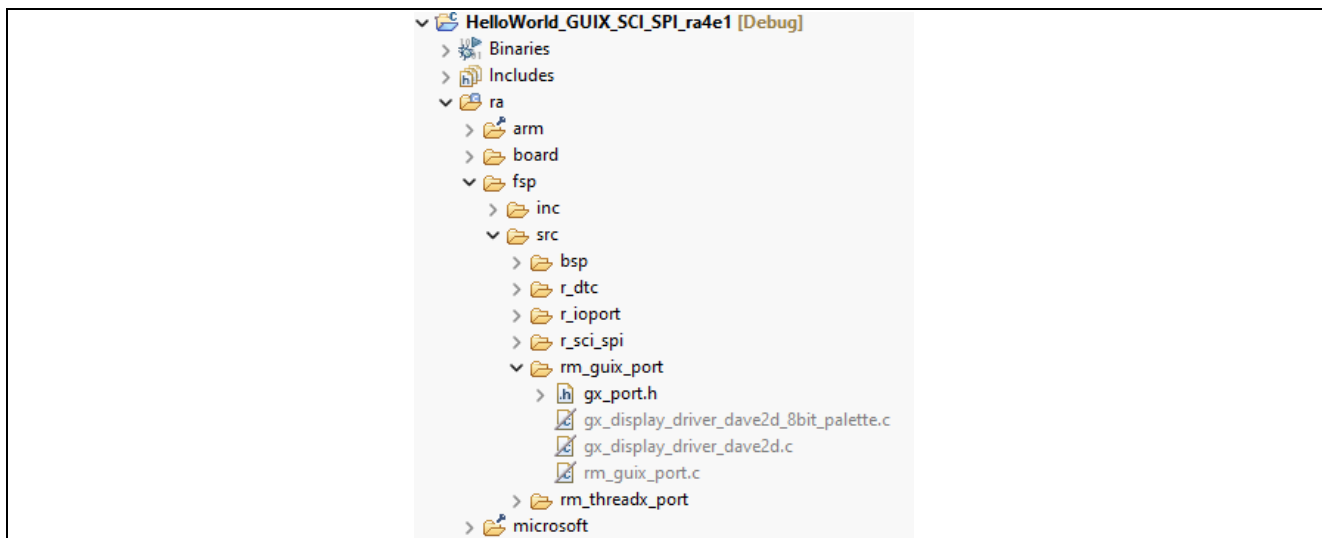 HelloWorld_GUIX_SCI_SPI_ra4e1 [Debug]
Binaries
Includes
ra
arm
board
fsp
inc
src
bsp
r_dtc
r_ioport
r_sci_spi
rm_guix_port
gx_port.h
gx_display_driver_dave2d_8bit_palette.c
gx_display_driver_dave2d.c
rm_guix_port.c
rm_threadx_port
microsoft